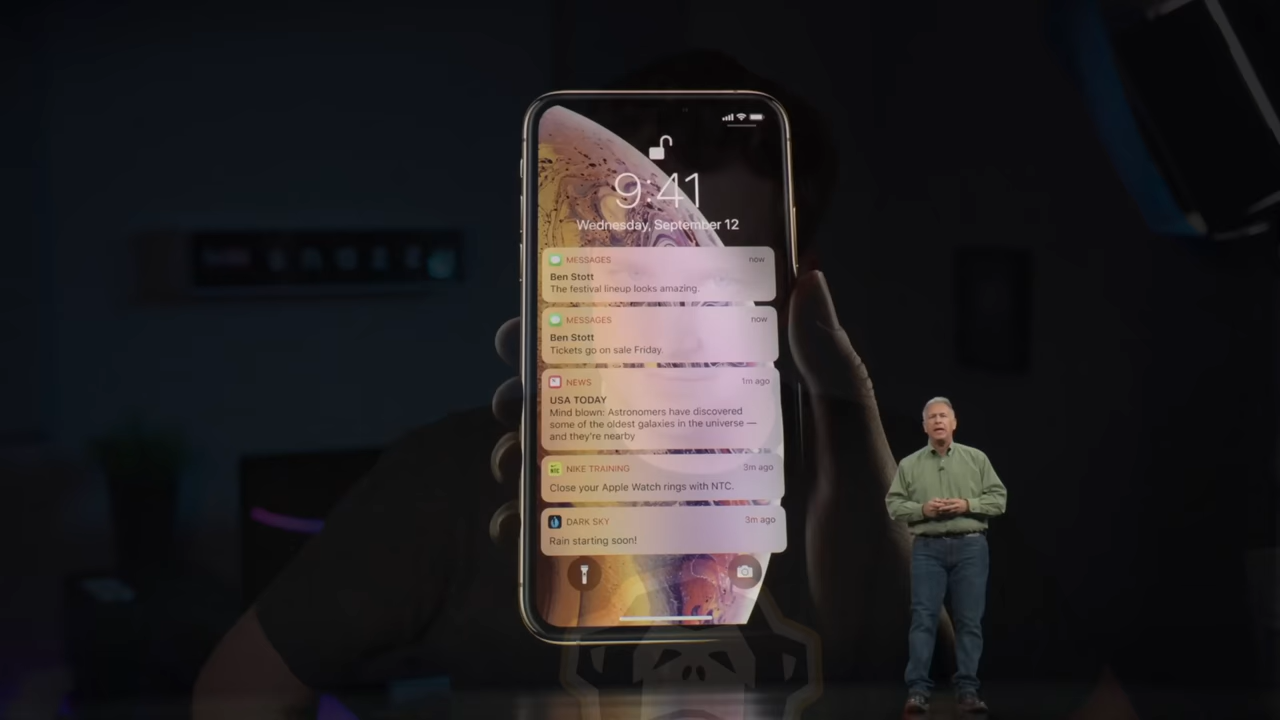 9:41
Wednesday, September 12
MESSAGES now
Ben Stott
The festival lineup looks amazing.
MESSAGES now
Ben Stott
Tickets go on sale Friday.
NEWS 1m ago
USA TODAY
Mind blown: Astronomers have discovered
some of the oldest galaxies in the universe —
and they're nearby
NIKE TRAINING 3m ago
Close your Apple Watch rings with NTC.
DARK SKY 3m ago
Rain starting soon!